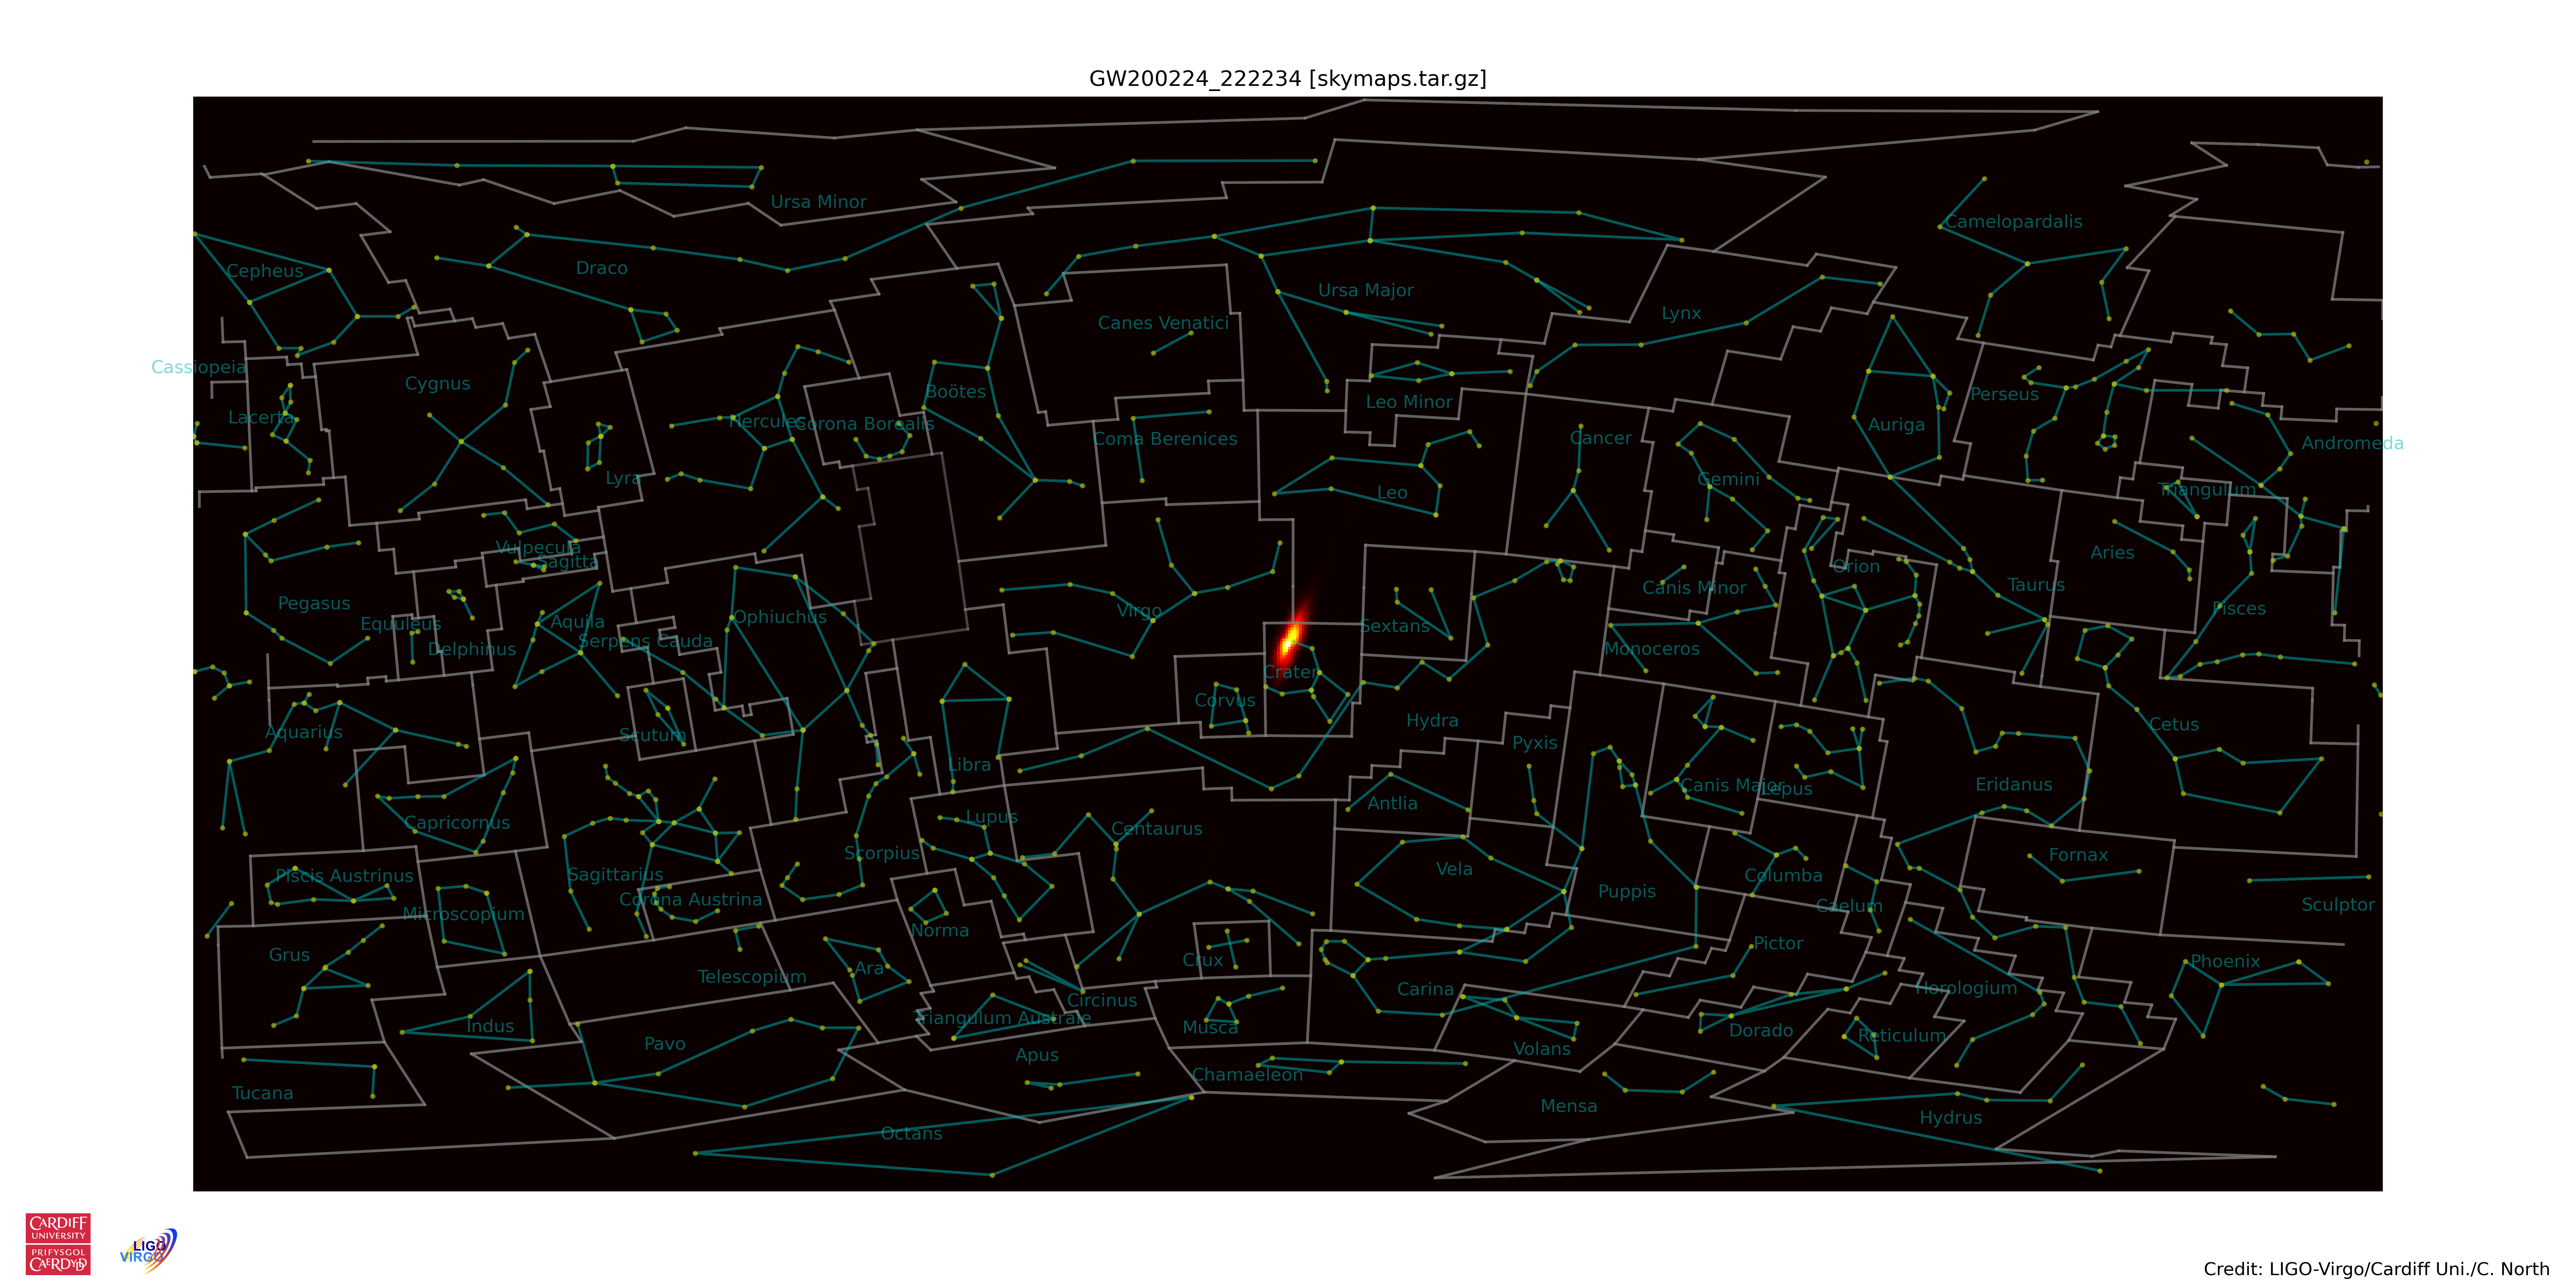 GW200224_222234 [skymaps.tar.gz]
Ursa Minor
Camelopardalis
Cepheus
Draco
Ursa Major
Lynx
Canes Venatici
Cassiopeia
Cygnus
Boötes
Leo Minor
Perseus
Lacerta
Hercules
Corona Borealis
Coma Berenices
Cancer
Auriga
Andromeda
Lyra
Leo
Gemini
Triangulum
Vulpecula
Sagitta
Aries
Orion
Canis Minor
Taurus
Pegasus
Equuleus
Aquila
Ophiuchus
Virgo
Sextans
Pisces
Delphinus
Serpens Cauda
Monoceros
Crater
Corvus
Hydra
Cetus
Aquarius
Scutum
Pyxis
Libra
Canis Major
Lepus
Eridanus
Antlia
Capricornus
Lupus
Centaurus
Scorpius
Fornax
Piscis Austrinus
Sagittarius
Vela
Columba
Puppis
Corona Austrina
Microscopium
Caelum
Sculptor
Norma
Pictor
Grus
Crux
Phoenix
Telescopium
Ara
Carina
Horologium
Circinus
Triangulum Australe
Indus
Musca
Dorado
Reticulum
Pavo
Apus
Volans
Chamaeleon
Tucana
Mensa
Hydrus
Octans
CARDIFF
UNIVERSITY
PRIFYSGOL
CAERDYDD
LIGO
VIRGO
Credit: LIGO-Virgo/Cardiff Uni./C. North